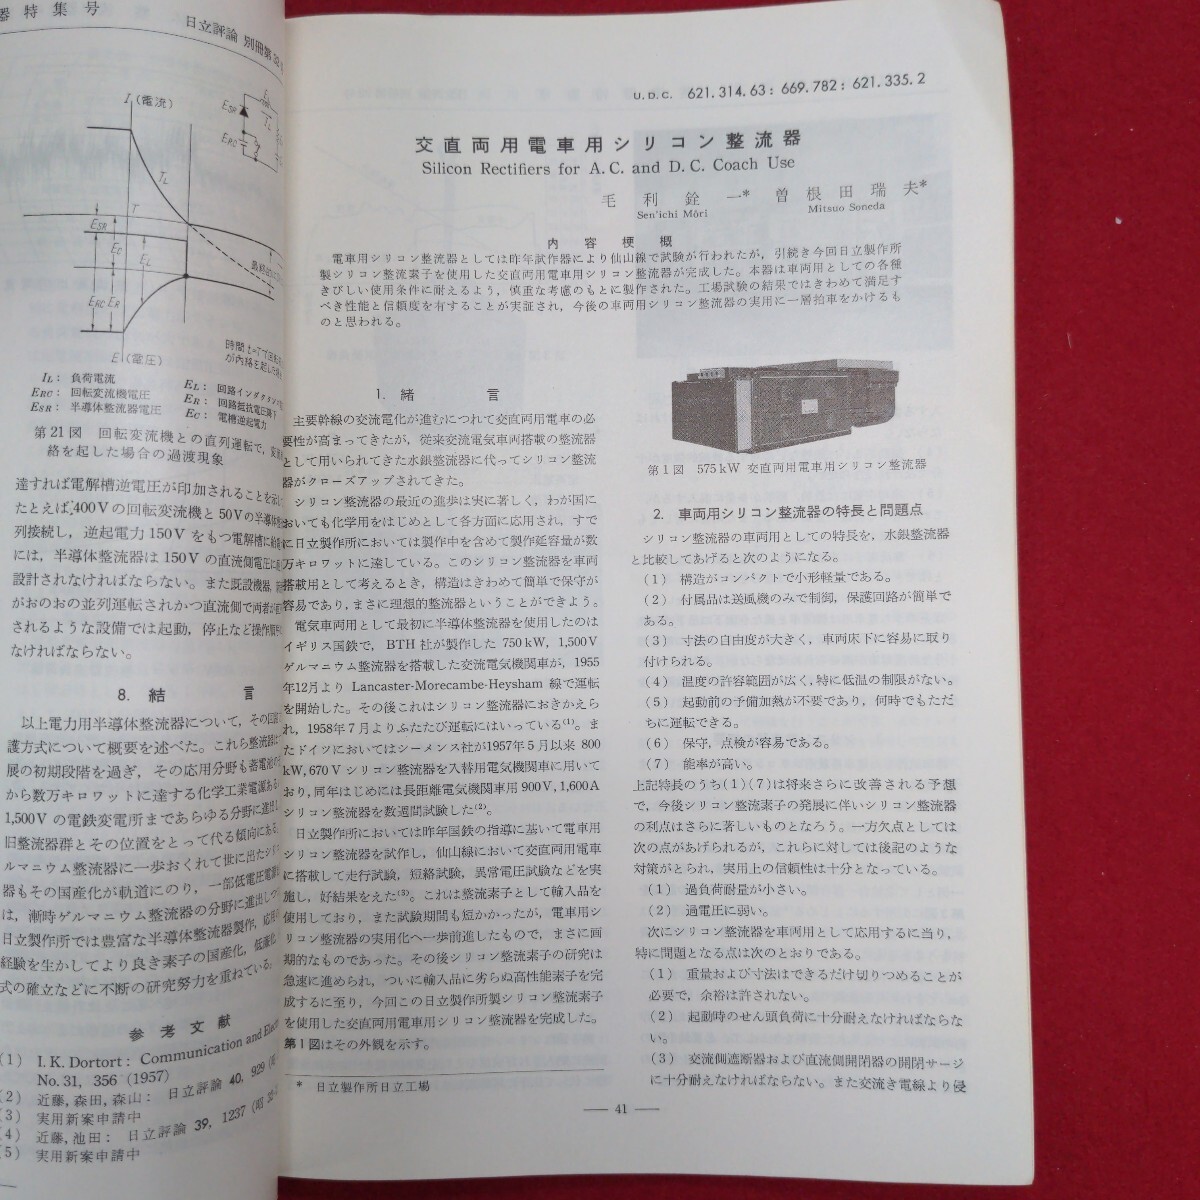 器特集号
日立評論 別冊第
I (電流)
E_SR
E_RC
T_L
I_L
T
E_SR
E_C
E_L
E_RC
E_R
E (電圧)
I_L: 負荷電流
E_RC: 回転変流機電圧
E_SR: 半導体整流器電圧
E_L: 回路インダクタンス
E_R: 回路抵抗電圧降下
E_C: 電槽逆起電力
第21図 回転変流機との直列運転で,
絡を起した場合の過渡現象
達すれば電解槽逆電圧が印加されることを
たとえば,400Vの回転変流機と50Vの半導体
列接続し,逆起電力150Vをもつ電解槽に
には,半導体整流器は150Vの直流側電圧に
設計されなければならない。また既設機器,
がおのおの並列運転されかつ直流側で両者が
されるような設備では起動,停止など操作順序
なければならない。
8. 結言
以上電力用半導体整流器について,その回路
護方式について概要を述べた。これら整流器は
展の初期段階を過ぎ,その応用分野も蓄電池の
から数万キロワットに達する化学工業電源ある
1,500Vの電鉄変電所まであらゆる分野に進出し
旧整流器群とその位置をとって代る傾向にある。
ルマニウム整流器に一歩おくれて世に出たシリ
器もその国産化が軌道にのり,一部低電圧電源
は,漸時ゲルマニウム整流器の分野に進出し
日立製作所では豊富な半導体整流器製作,応用
経験を生かしてより良き素子の国産化,低廉化,
式の確立などに不断の研究努力を重ねている。
参考文献
(1) I.K. Dortort: Communication and Elect
No. 31, 356 (1957)
(2) 近藤,森田,森山: 日立評論 40, 929
(3) 実用新案申請中
(4) 近藤,池田: 日立評論 39, 1237
(5) 実用新案申請中
U.D.C. 621.314.63: 669.782: 621.335.2
交直両用電車用シリコン整流器
Silicon Rectifiers for A.C. and D.C. Coach Use
毛利銓一* 曽根田瑞夫*
Sen'ichi Mōri Mitsuo Soneda
内容梗概
電車用シリコン整流器としては昨年試作器により仙山線で試験が行われたが,引続き今回日立製作所
製シリコン整流素子を使用した交直両用電車用シリコン整流器が完成した。本器は車両用としての各種
きびしい使用条件に耐えるよう,慎重な考慮のもとに製作された。工場試験の結果ではきわめて満足す
べき性能と信頼度を有することが実証され,今後の車両用シリコン整流器の実用に一層拍車をかけるも
のと思われる。
1. 緒言
主要幹線の交流電化が進むにつれて交直両用電車の必
要性が高まってきたが,従来交流電気車両搭載の整流器
として用いられてきた水銀整流器に代ってシリコン整流
器がクローズアップされてきた。
シリコン整流器の最近の進歩は実に著しく,わが国に
おいても化学用をはじめとして各方面に応用され,すで
に日立製作所においては製作中を含めて製作延容量が数
万キロワットに達している。このシリコン整流器を車両
搭載用として考えるとき,構造はきわめて簡単で保守が
容易であり,まさに理想的整流器ということができよう。
電気車両用として最初に半導体整流器を使用したのは
イギリス国鉄で,BTH社が製作した750kW,1,500V
ゲルマニウム整流器を搭載した交流電気機関車が,1955
年12月より Lancaster-Morecambe-Heysham 線で運転
を開始した。その後これはシリコン整流器におきかえら
れ,1958年7月よりふたたび運転にはいっている(1)。ま
たドイツにおいてはシーメンス社が1957年5月以来800
kW,670Vシリコン整流器を入替用電気機関車に用いて
おり,同年はじめには長距離電気機関車用900V,1,600A
シリコン整流器を数週間試験した(2)。
日立製作所においては昨年国鉄の指導に基いて電車用
シリコン整流器を試作し,仙山線において交直両用電車
に搭載して走行試験,短絡試験,異常電圧試験などを実
施し,好結果をえた(3)。これは整流素子として輸入品を
使用しており,また試験期間も短かかったが,電車用シ
リコン整流器の実用化へ一歩前進したもので,まさに画
期的なものであった。その後シリコン整流素子の研究は
急速に進められ,ついに輸入品に劣らぬ高性能素子を完
成するに至り,今回この日立製作所製シリコン整流素子
を使用した交直両用電車用シリコン整流器を完成した。
第1図はその外観を示す。
* 日立製作所日立工場
第1図 575kW 交直両用電車用シリコン整流器
2. 車両用シリコン整流器の特長と問題点
シリコン整流器の車両用としての特長を,水銀整流器
と比較してあげると次のようになる。
(1) 構造がコンパクトで小形軽量である。
(2) 付属品は送風機のみで制御,保護回路が簡単で
ある。
(3) 寸法の自由度が大きく,車両床下に容易に取り
付けられる。
(4) 温度の許容範囲が広く,特に低温の制限がない。
(5) 起動前の予備加熱が不要であり,何時でもただ
ちに運転できる。
(6) 保守,点検が容易である。
(7) 能率が高い。
上記特長のうち(1)(7)は将来さらに改善される予想
で,今後シリコン整流素子の発展に伴いシリコン整流器
の利点はさらに著しいものとなろう。一方欠点としては
次の点があげられるが,これらに対しては後記のような
対策がとられ,実用上の信頼性は十分となっている。
(1) 過負荷耐量が小さい。
(2) 過電圧に弱い。
次にシリコン整流器を車両用として応用するに当り,
特に問題となる点は次のとおりである。
(1) 重量および寸法はできるだけ切りつめることが
必要で,余裕は許されない。
(2) 起動時のせん頭負荷に十分耐えなければならな
い。
(3) 交流側遮断器および直流側開閉器の開閉サージ
に十分耐えなければならない。また交流き電線より侵
— 41 —